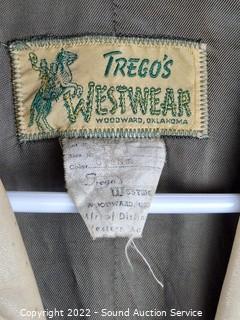 TREGO'S
WESTWEAR
WOODWARD, OKLAHOMA
Trego's
WOODWARD
Copyright 2022 - Sound Auction Service